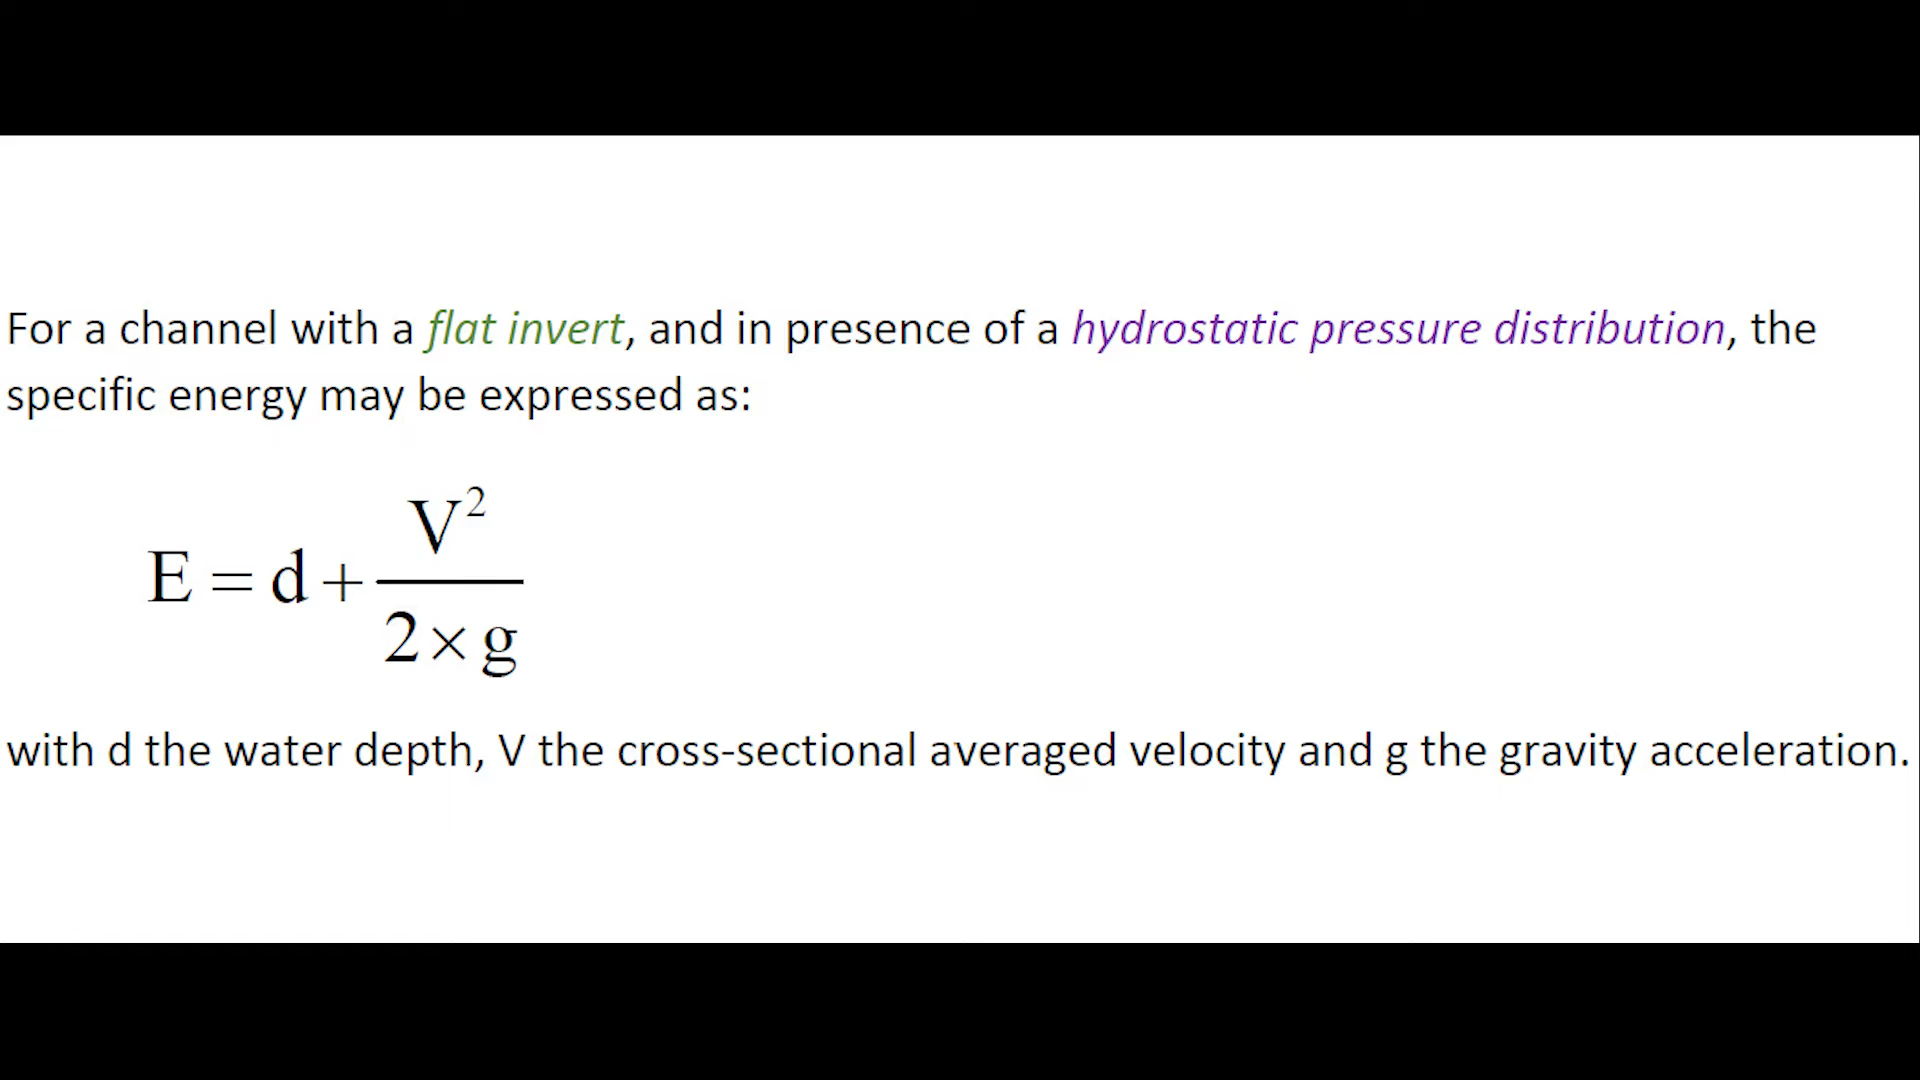 For a channel with a flat invert, and in presence of a hydrostatic pressure distribution, the
specific energy may be expressed as:
E = d + V² / 2 × g
with d the water depth, V the cross-sectional averaged velocity and g the gravity acceleration.